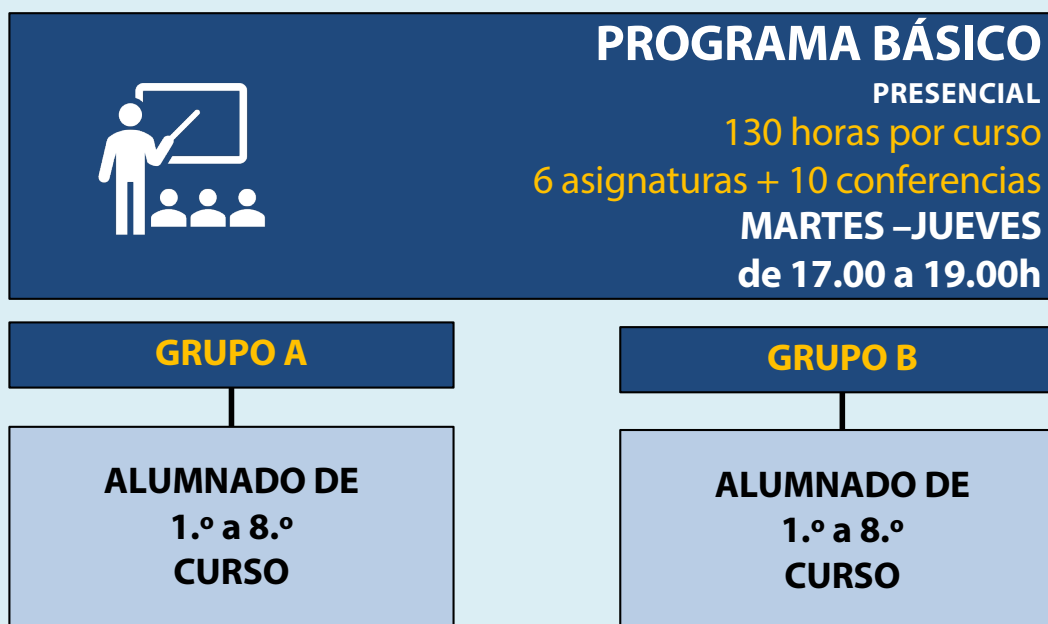 PROGRAMA BÁSICO
PRESENCIAL
130 horas por curso
6 asignaturas + 10 conferencias
MARTES –JUEVES
de 17.00 a 19.00h
GRUPO A
ALUMNADO DE
1.º a 8.º
CURSO
GRUPO B
ALUMNADO DE
1.º a 8.º
CURSO